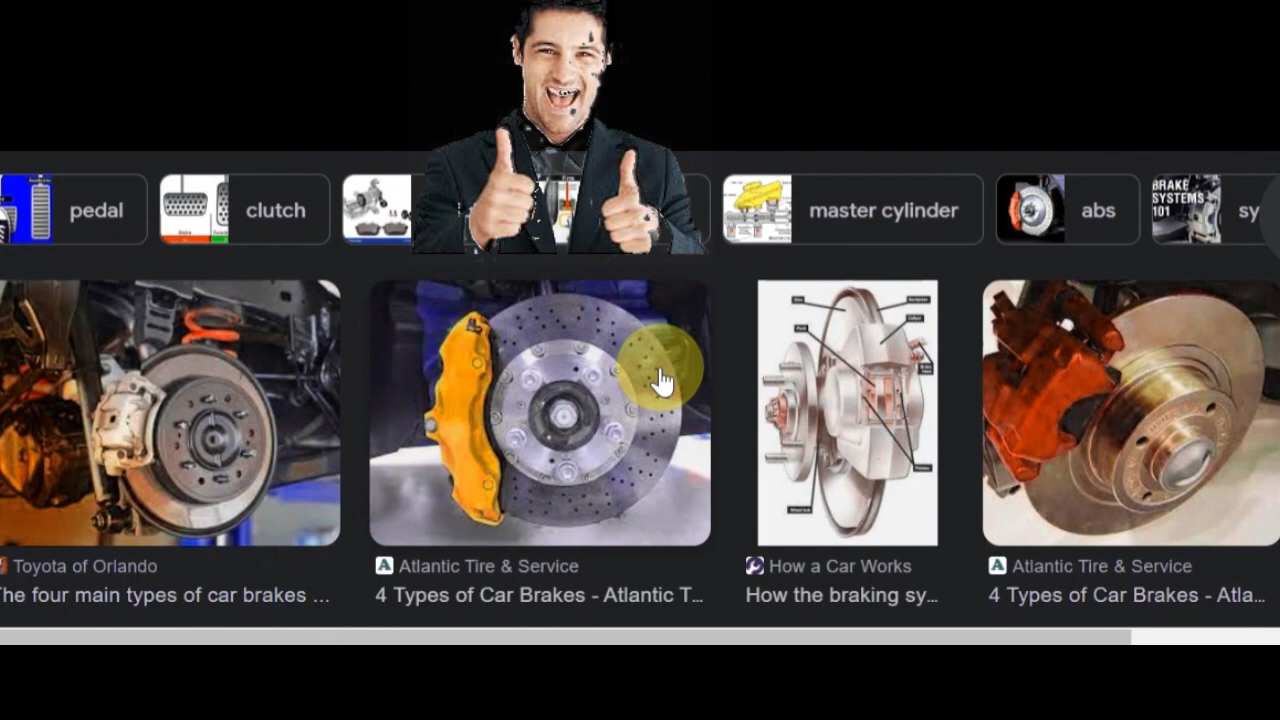 pedal
clutch
master cylinder
abs
BRAKE
SYSTEMS
101
sy
Toyota of Orlando
Atlantic Tire & Service
How a Car Works
Atlantic Tire & Service
The four main types of car brakes ...
4 Types of Car Brakes - Atlantic T...
How the braking sy...
4 Types of Car Brakes - Atla...